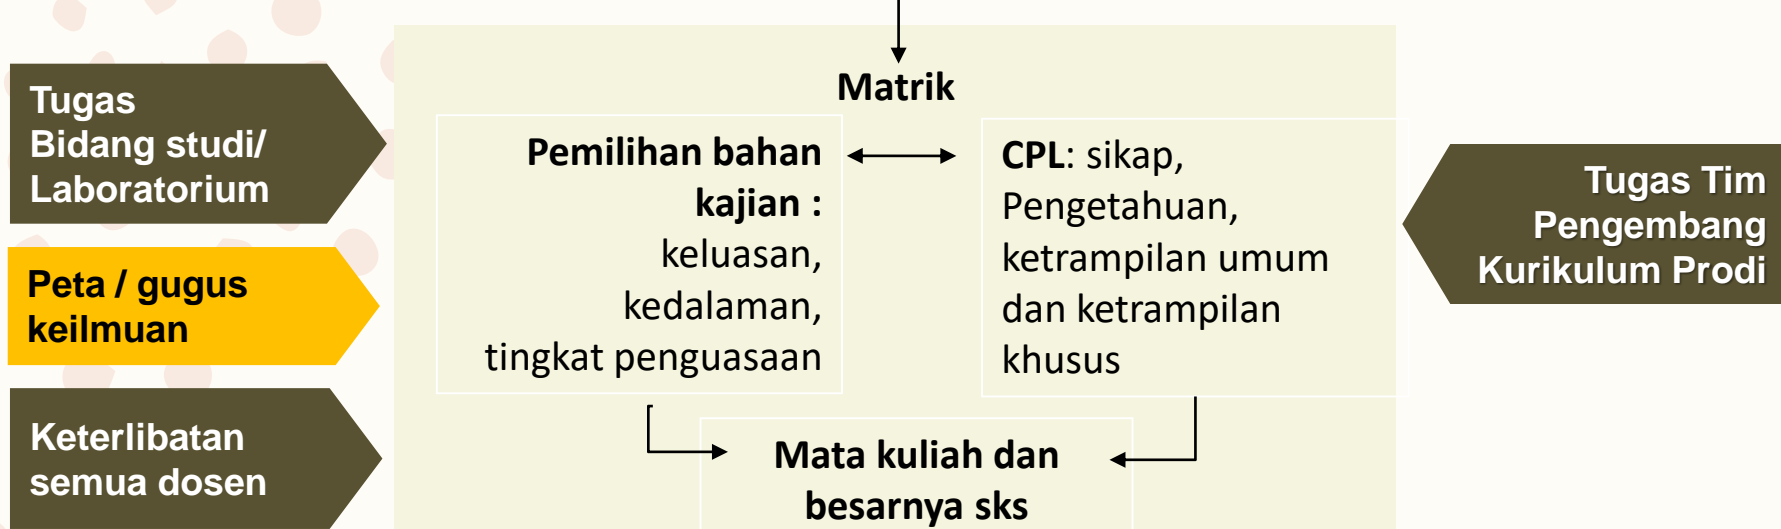 Matrik
Tugas
Bidang studi/
Laboratorium
Peta / gugus
keilmuan
Keterlibatan
semua dosen
Pemilihan bahan
kajian :
keluasan,
kedalaman,
tingkat penguasaan
CPL: sikap,
Pengetahuan,
ketrampilan umum
dan ketrampilan
khusus
Mata kuliah dan
besarnya sks
Tugas Tim
Pengembang
Kurikulum Prodi